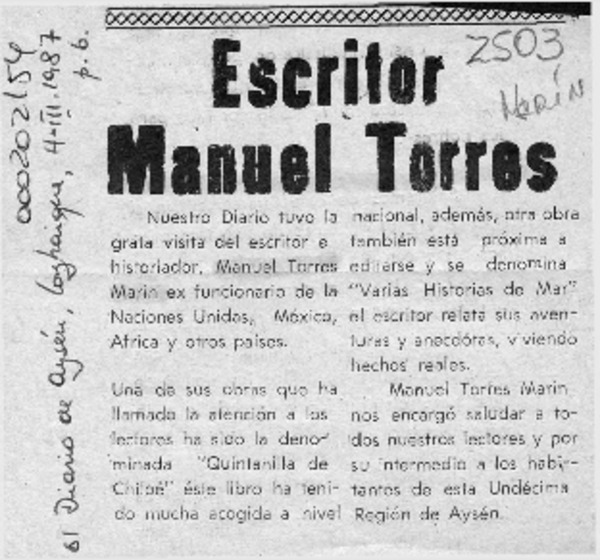 000202154
El Diario de Aysén, Coyhaique, 4-III-1987
p. 6.
2503
MARÍN
Escritor
Manuel Torres
Nuestro Diario tuvo la
grata visita del escritor e
historiador, Manuel Torres
Marin ex funcionario de la
Naciones Unidas, México,
Africa y otros países.
Una de sus obras que ha
llamado la atención a los
lectores ha sido la deno-
minada "Quintanilla de
Chiloé" éste libro ha teni-
do mucha acogida a nivel
nacional, además, otra obra
también está próxima a
editarse y se denomina
"Varias Historias de Mar"
el escritor relata sus aven-
turas y anecdótas, viviendo
hechos reales.
Manuel Torres Marin
nos encargó saludar a to-
dos nuestros lectores y por
su intermedio a los habi-
tantes de esta Undécima
Región de Aysén.